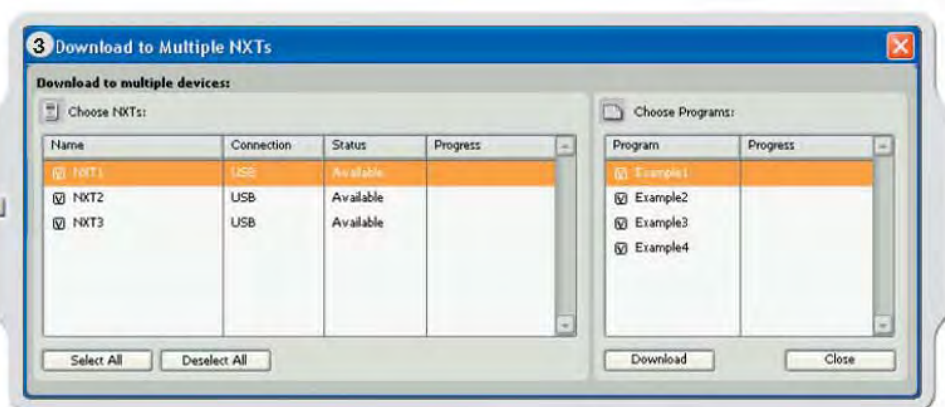 3 Download to Multiple NXTs
Download to multiple devices:
Choose NXTs:
Name Connection Status Progress
NXT1 USB Available
NXT2 USB Available
NXT3 USB Available
Select All Deselect All
Choose Programs:
Program Progress
Example1
Example2
Example3
Example4
Download Close